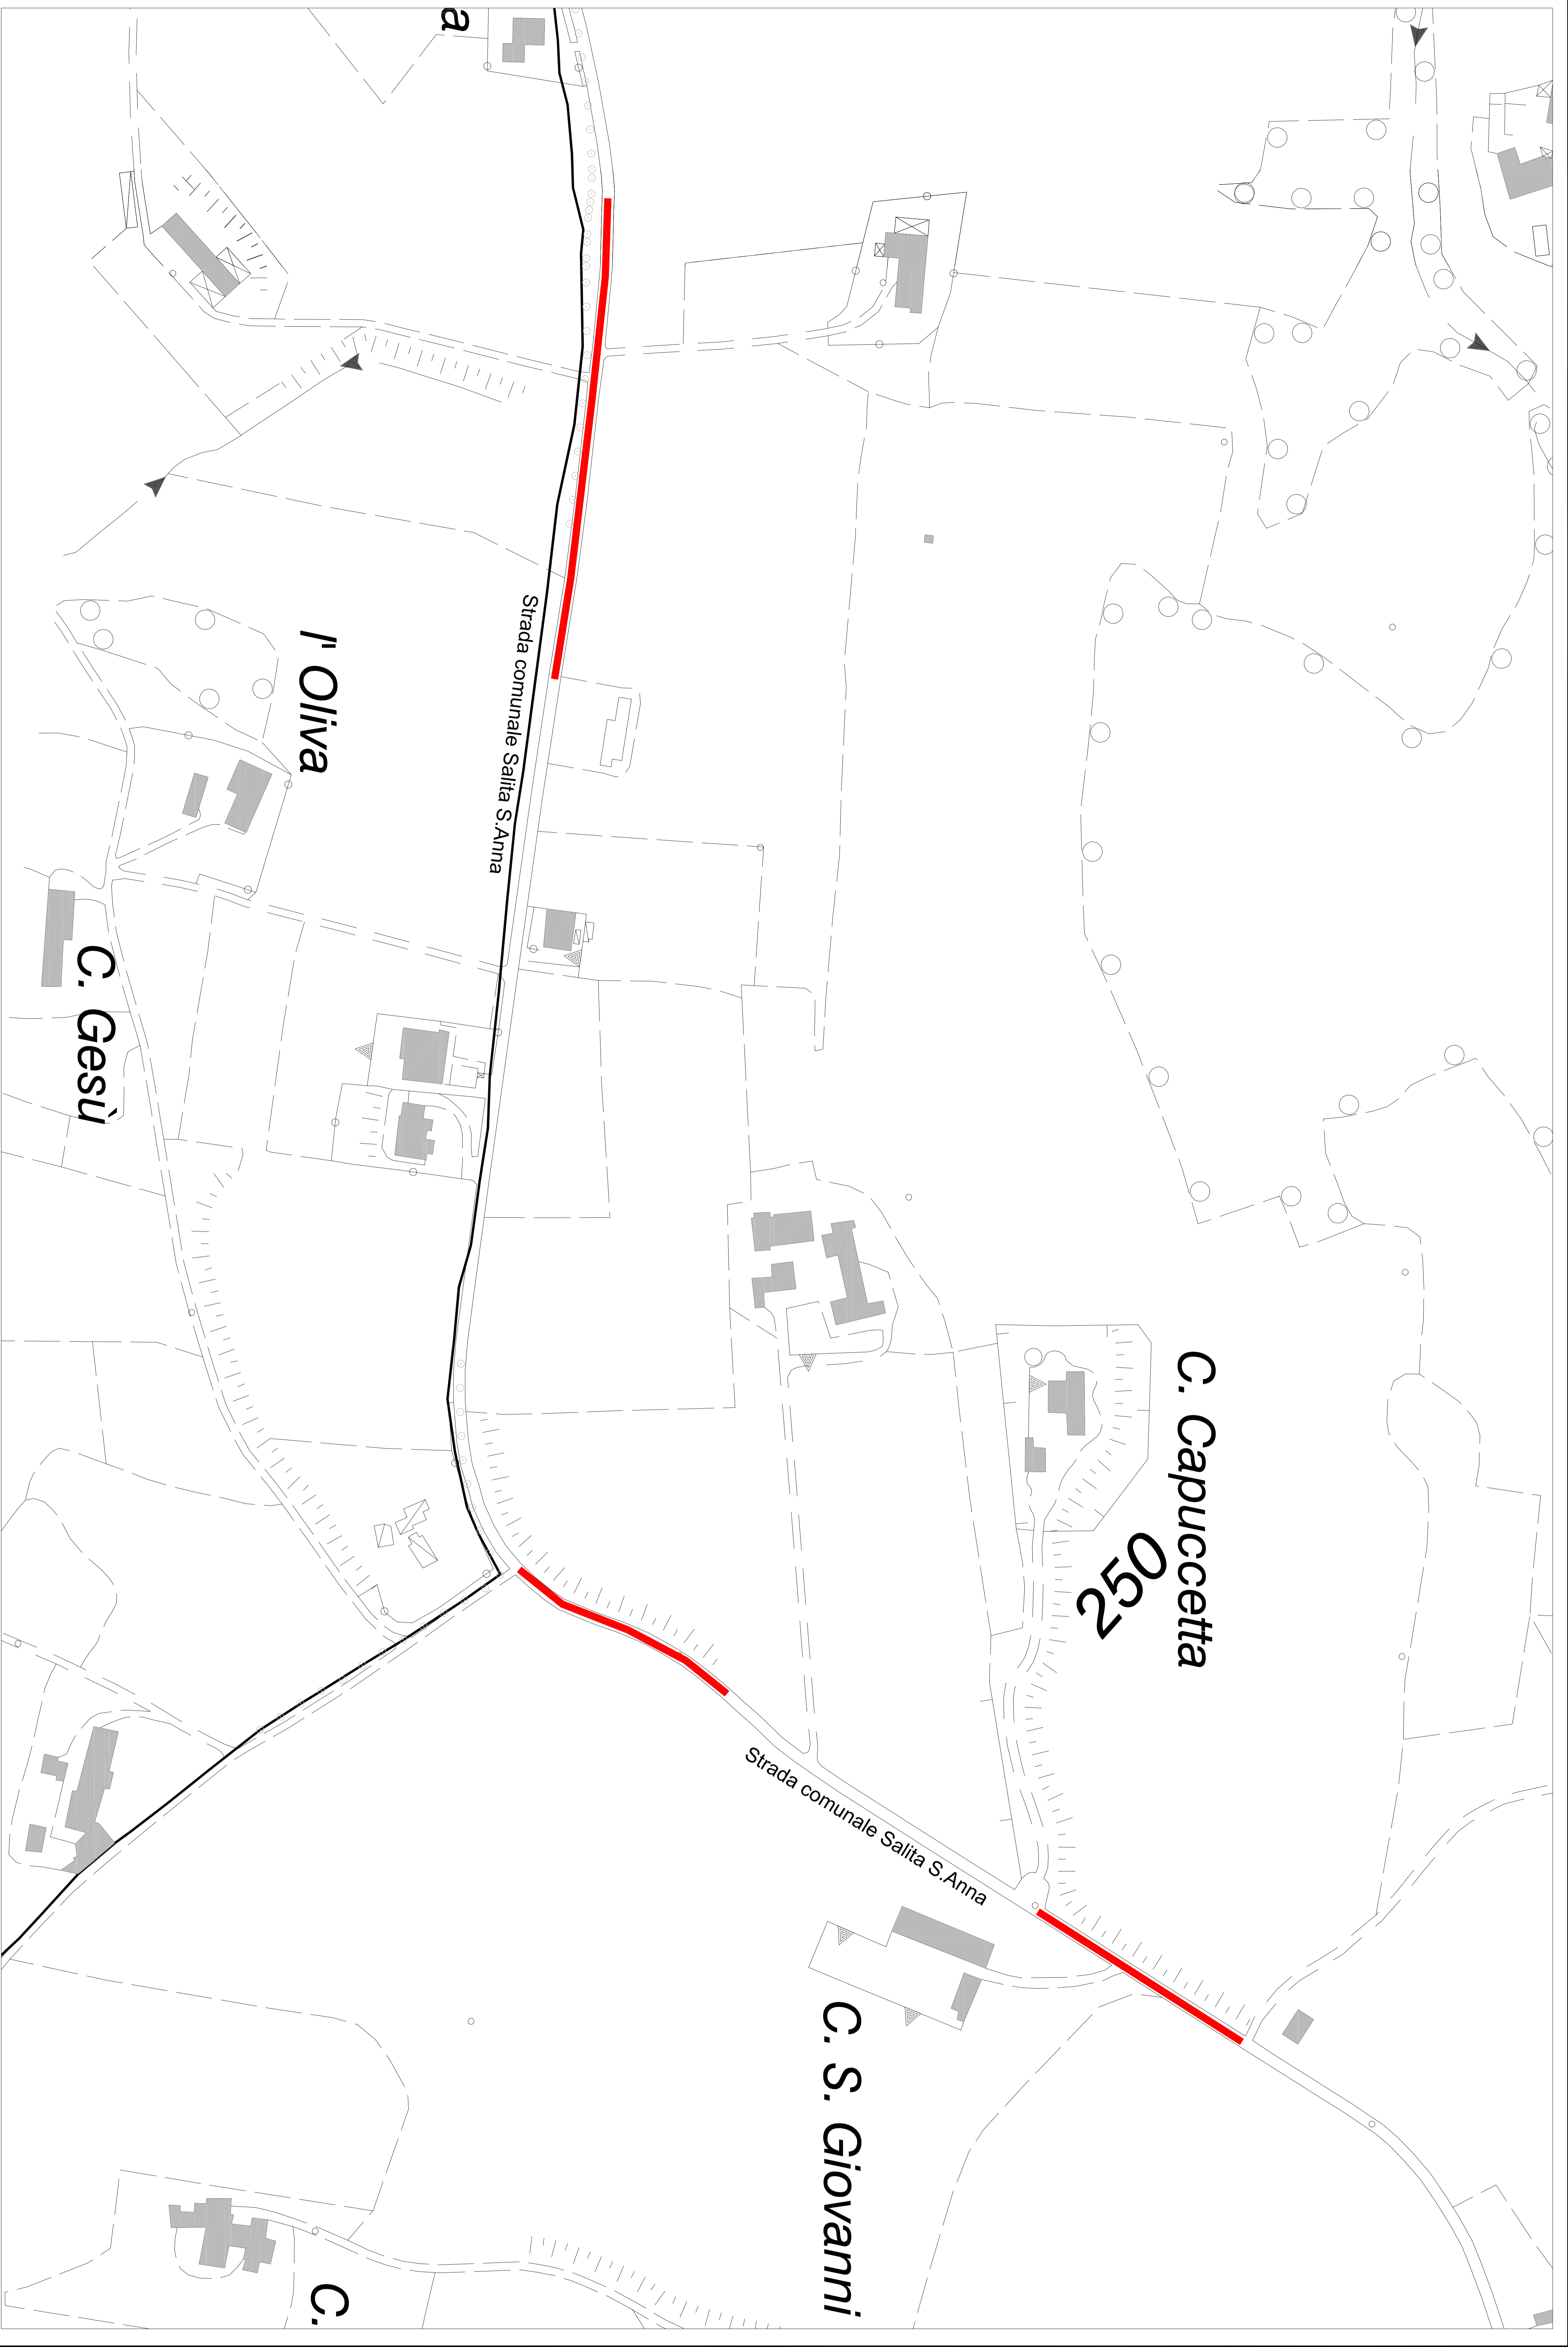 a
l' Oliva
Strada comunale Salita S.Anna
C. Gesù
C. Capuccetta
250
Strada comunale Salita S.Anna
C. S. Giovanni
C.